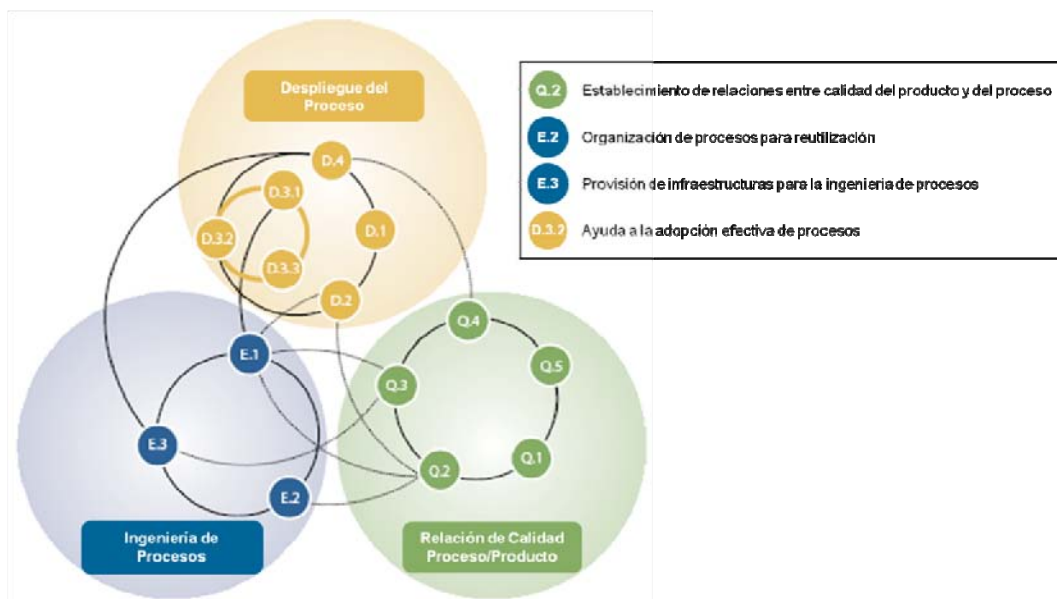 Despliegue del
Proceso
D.4
D.3.1
D.3.2
D.1
D.3.3
D.2
Q.2 Establecimiento de relaciones entre calidad del producto y del proceso
E.2 Organización de procesos para reutilización
E.3 Provisión de infraestructuras para la ingeniería de procesos
D.3.2 Ayuda a la adopción efectiva de procesos
E.1
E.3
E.2
Ingeniería de
Procesos
Q.4
Q.5
Q.3
Q.2
Q.1
Relación de Calidad
Proceso/Producto